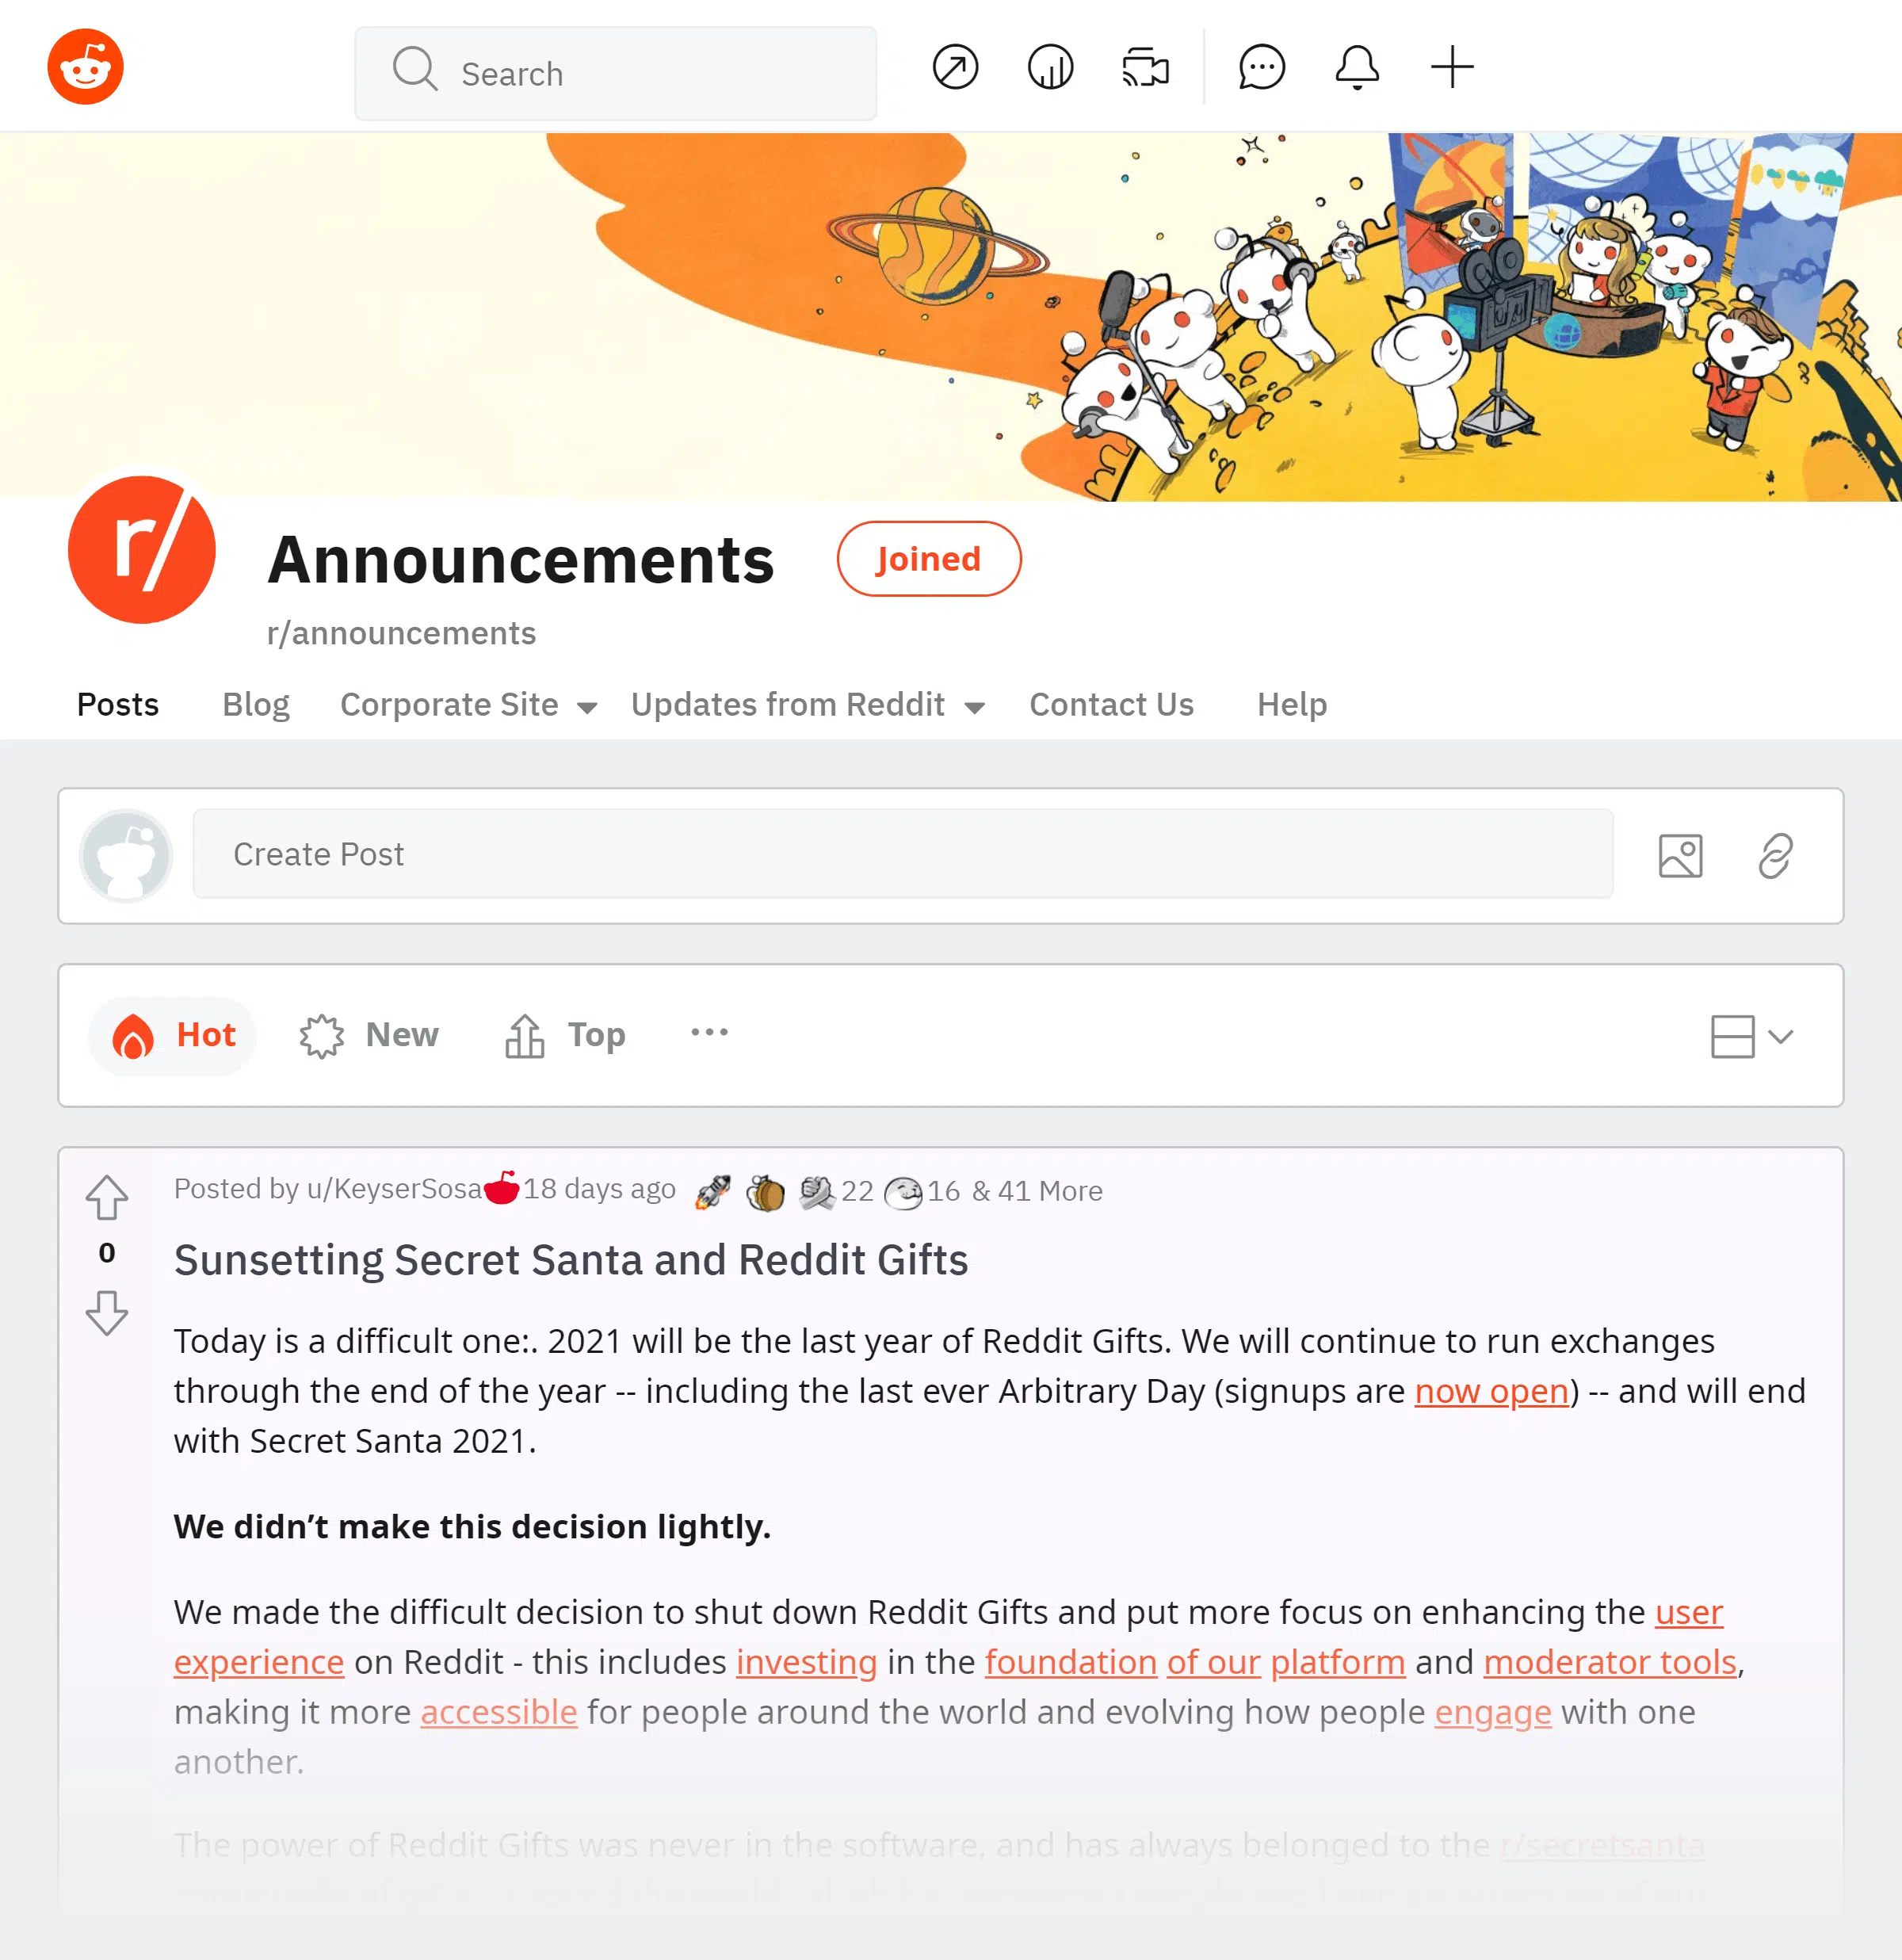 Search
r/
Announcements
Joined
r/announcements
Posts Blog Corporate Site Updates from Reddit Contact Us Help
Create Post
Hot New Top ...
Posted by u/KeyserSosa 18 days ago 22 16 & 41 More
0
Sunsetting Secret Santa and Reddit Gifts
Today is a difficult one:. 2021 will be the last year of Reddit Gifts. We will continue to run exchanges
through the end of the year -- including the last ever Arbitrary Day (signups are now open) -- and will end
with Secret Santa 2021.
We didn’t make this decision lightly.
We made the difficult decision to shut down Reddit Gifts and put more focus on enhancing the user
experience on Reddit - this includes investing in the foundation of our platform and moderator tools,
making it more accessible for people around the world and evolving how people engage with one
another.
The power of Reddit Gifts was never in the software, and has always belonged to the r/secretsanta